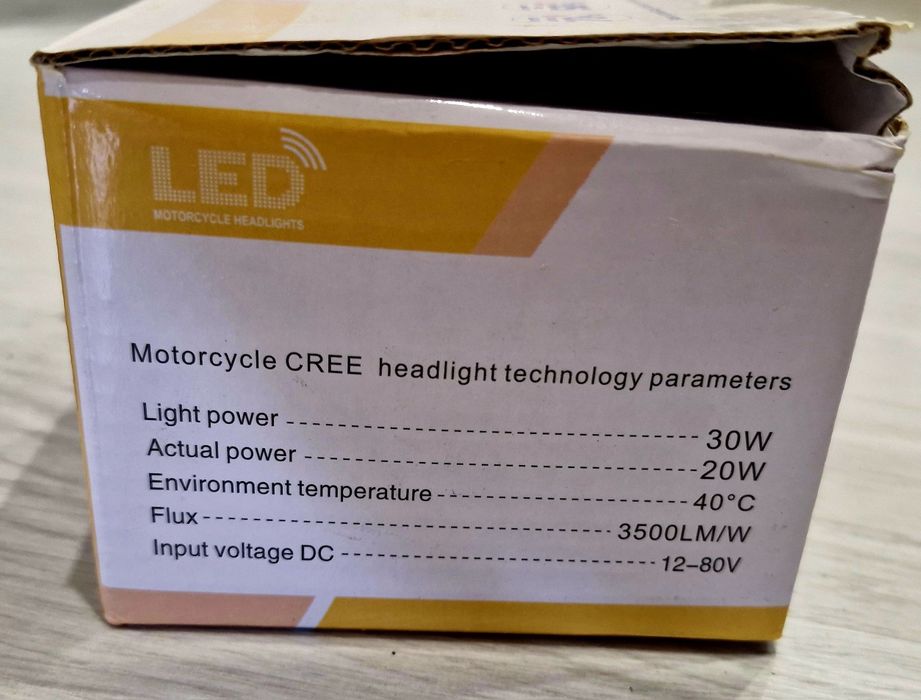 LED
MOTORCYCLE HEADLIGHTS
Motorcycle CREE headlight technology parameters
Light power ------------------------------------ 30W
Actual power ---------------------------------- 20W
Environment temperature ---------------------- 40°C
Flux ------------------------------------ 3500LM/W
Input voltage DC --------------------------- 12–80V